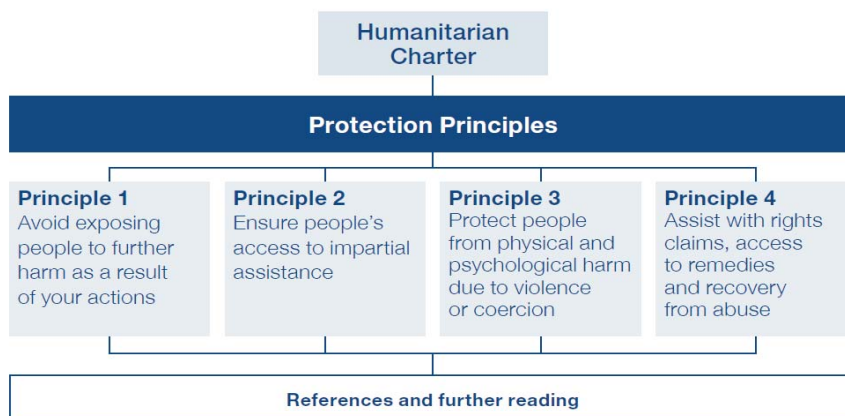 Humanitarian
Charter
Protection Principles
Principle 1
Avoid exposing
people to further
harm as a result
of your actions
Principle 2
Ensure people’s
access to impartial
assistance
Principle 3
Protect people
from physical and
psychological harm
due to violence
or coercion
Principle 4
Assist with rights
claims, access
to remedies
and recovery
from abuse
References and further reading